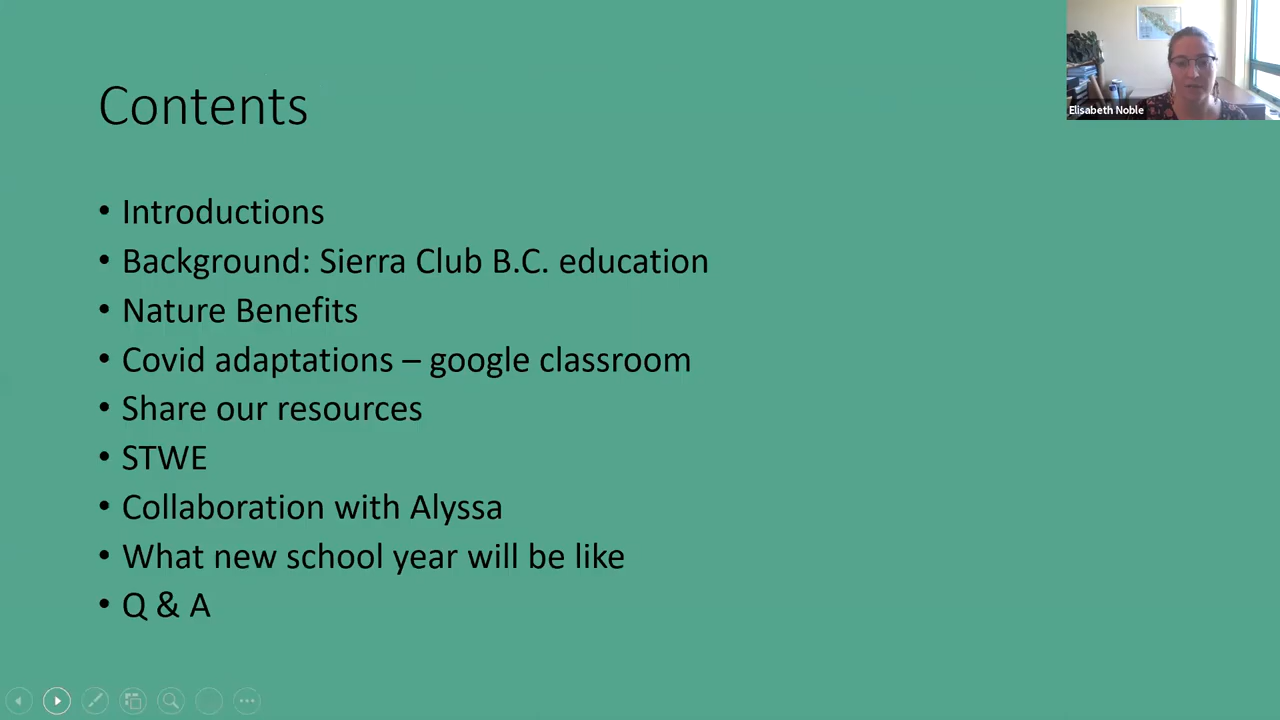 Contents
• Introductions
• Background: Sierra Club B.C. education
• Nature Benefits
• Covid adaptations – google classroom
• Share our resources
• STWE
• Collaboration with Alyssa
• What new school year will be like
• Q & A
Elisabeth Noble